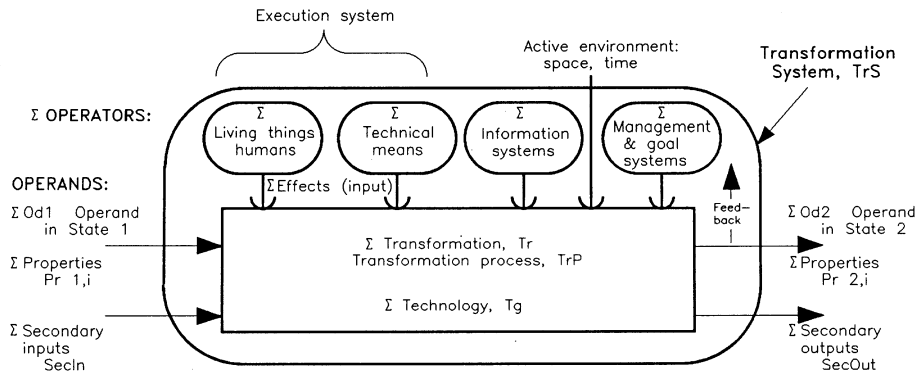 Execution system
Active environment:
space, time
Transformation
System, TrS
Σ OPERATORS:
Σ
Living things
humans
Σ
Technical
means
Σ
Information
systems
Σ
Management
& goal
systems
OPERANDS:
Σ Effects (input)
Σ Od1 Operand
in State 1
Σ Properties
Pr 1,i
Σ Secondary
inputs
SecIn
Σ Transformation, Tr
Transformation process, TrP
Σ Technology, Tg
Feed-
back
Σ Od2 Operand
in State 2
Σ Properties
Pr 2,i
Σ Secondary
outputs
SecOut